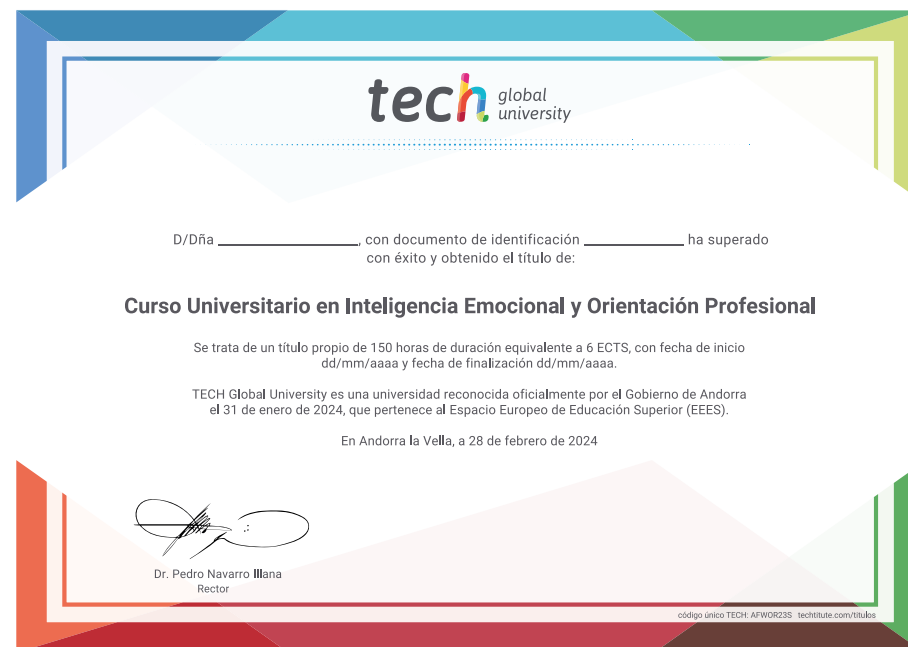 tech global university
D/Dña ____________________, con documento de identificación ______________ ha superado
con éxito y obtenido el título de:
Curso Universitario en Inteligencia Emocional y Orientación Profesional
Se trata de un título propio de 150 horas de duración equivalente a 6 ECTS, con fecha de inicio
dd/mm/aaaa y fecha de finalización dd/mm/aaaa.
TECH Global University es una universidad reconocida oficialmente por el Gobierno de Andorra
el 31 de enero de 2024, que pertenece al Espacio Europeo de Educación Superior (EEES).
En Andorra la Vella, a 28 de febrero de 2024
Dr. Pedro Navarro Illana
Rector
código único TECH: AFWOR23S techtitute.com/titulos